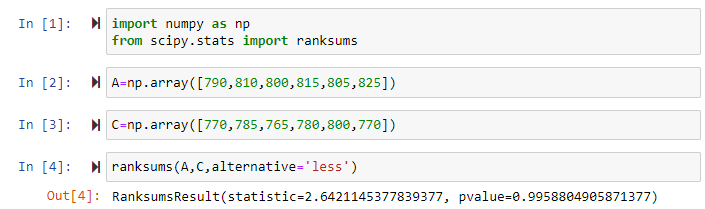 In [1]: import numpy as np
from scipy.stats import ranksums
In [2]: A=np.array([790,810,800,815,805,825])
In [3]: C=np.array([770,785,765,780,800,770])
In [4]: ranksums(A,C,alternative='less')
Out[4]: RanksumsResult(statistic=2.6421145377839377, pvalue=0.9958804905871377)